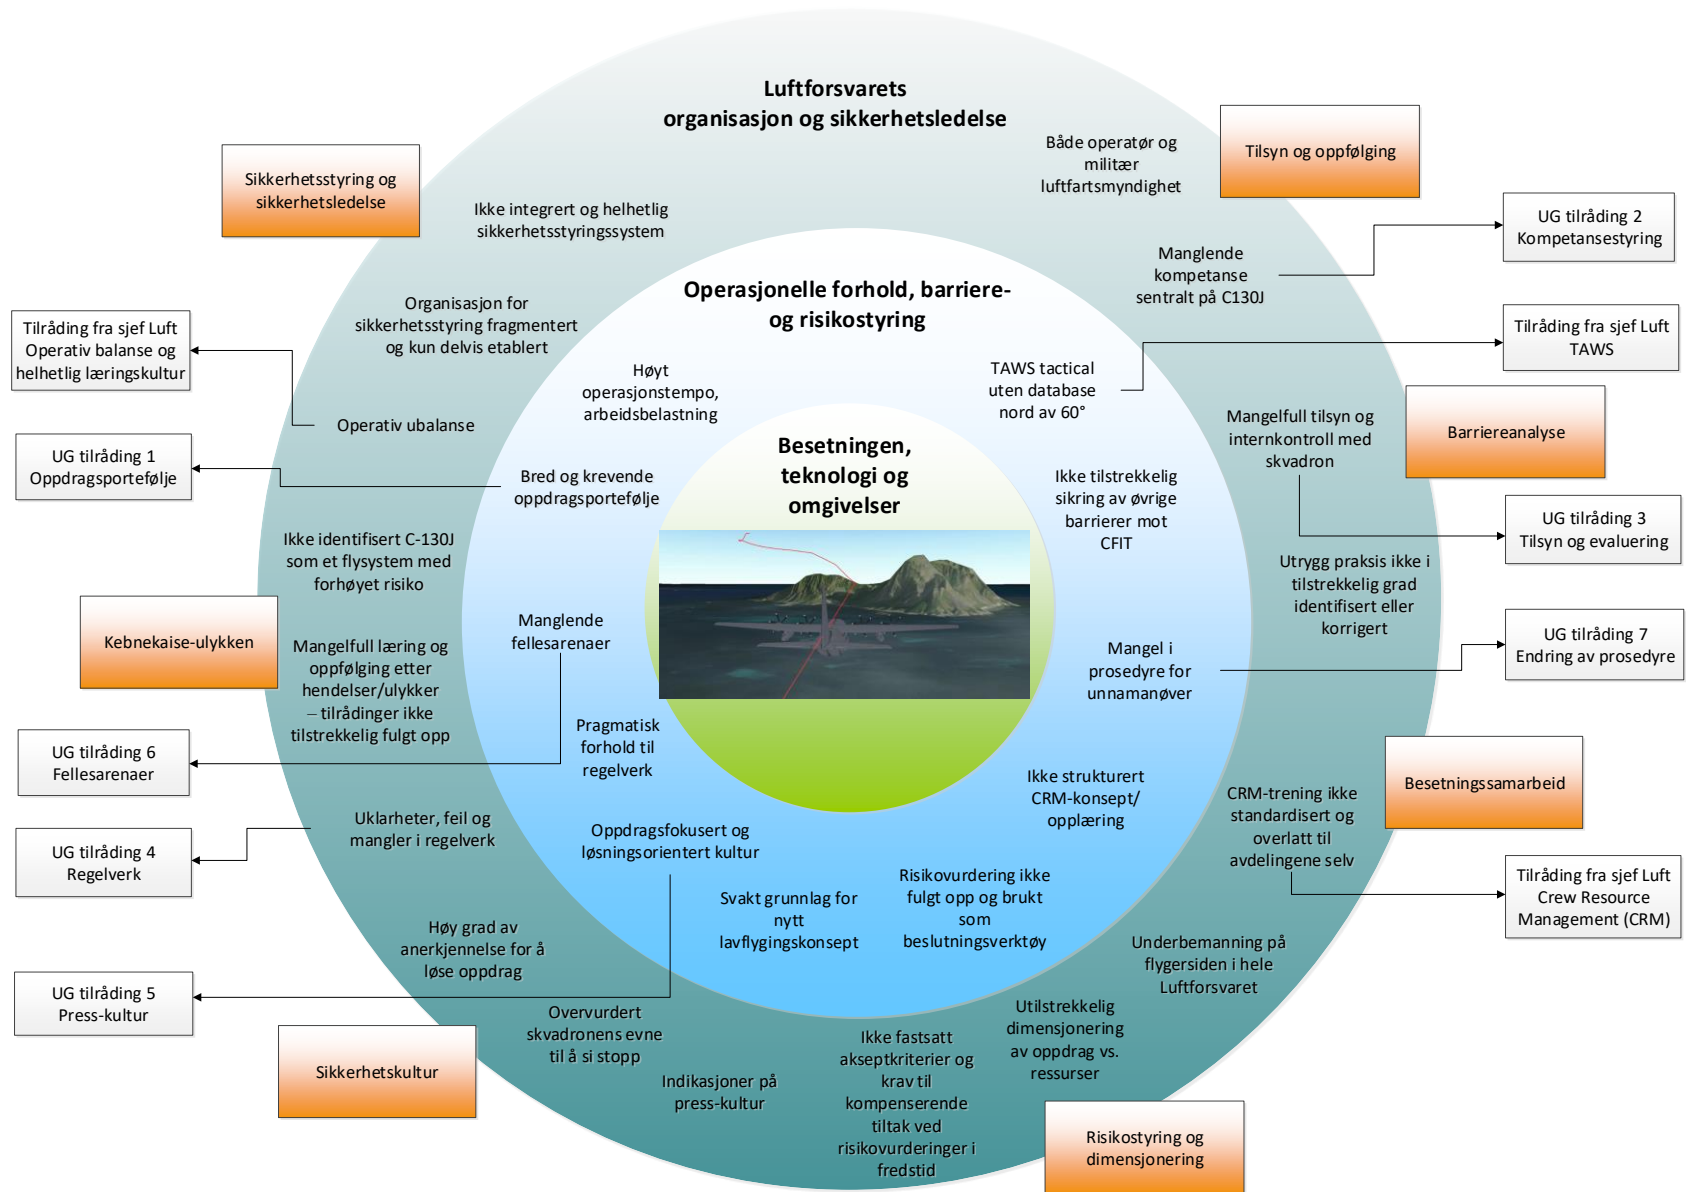 Luftforsvarets
organisasjon og sikkerhetsledelse
Både operatør og
militær
luftfartsmyndighet
Tilsyn og oppfølging
Sikkerhetsstyring og
sikkerhetsledelse
Ikke integrert og helhetlig
sikkerhetsstyringssystem
UG tilråding 2
Kompetansestyring
Manglende
kompetanse
sentralt på C130J
Operasjonelle forhold, barriere-
og risikostyring
Organisasjon for
sikkerhetsstyring fragmentert
og kun delvis etablert
Tilråding fra sjef Luft
Operativ balanse og
helhetlig læringskultur
Tilråding fra sjef Luft
TAWS
Høyt
operasjonstempo,
arbeidsbelastning
TAWS tactical
uten database
nord av 60°
Operativ ubalanse
Mangelfull tilsyn og
internkontroll med
skvadron
Barriereanalyse
Besetningen,
teknologi og
omgivelser
UG tilråding 1
Oppdragsportefølje
Bred og krevende
oppdragsportefølje
Ikke tilstrekkelig
sikring av øvrige
barrierer mot
CFIT
UG tilråding 3
Tilsyn og evaluering
Ikke identifisert C-130J
som et flysystem med
forhøyet risiko
Utrygg praksis ikke i
tilstrekkelig grad
identifisert eller
korrigert
Kebnekaise-ulykken
Manglende
fellesarenaer
Mangelfull læring og
oppfølging etter
hendelser/ulykker
– tilrådinger ikke
tilstrekkelig fulgt opp
Mangel i
prosedyre for
unnamanøver
UG tilråding 7
Endring av prosedyre
UG tilråding 6
Fellesarenaer
Pragmatisk
forhold til
regelverk
Ikke strukturert
CRM-konsept/
opplæring
Besetningssamarbeid
CRM-trening ikke
standardisert og
overlatt til
avdelingene selv
Uklarheter, feil og
mangler i regelverk
Oppdragsfokusert og
løsningsorientert kultur
UG tilråding 4
Regelverk
Svakt grunnlag for
nytt
lavflygingskonsept
Risikovurdering ikke
fulgt opp og brukt
som
beslutningsverktøy
Tilråding fra sjef Luft
Crew Resource
Management (CRM)
Høy grad av
anerkjennelse for å
løse oppdrag
Underbemanning på
flygersiden i hele
Luftforsvaret
UG tilråding 5
Press-kultur
Overvurdert
skvadronens evne
til å si stopp
Utilstrekkelig
dimensjonering
av oppdrag vs.
ressurser
Sikkerhetskultur
Indikasjoner på
press-kultur
Ikke fastsatt
akseptkriterier og
krav til
kompenserende
tiltak ved
risikovurderinger i
fredstid
Risikostyring og
dimensjonering